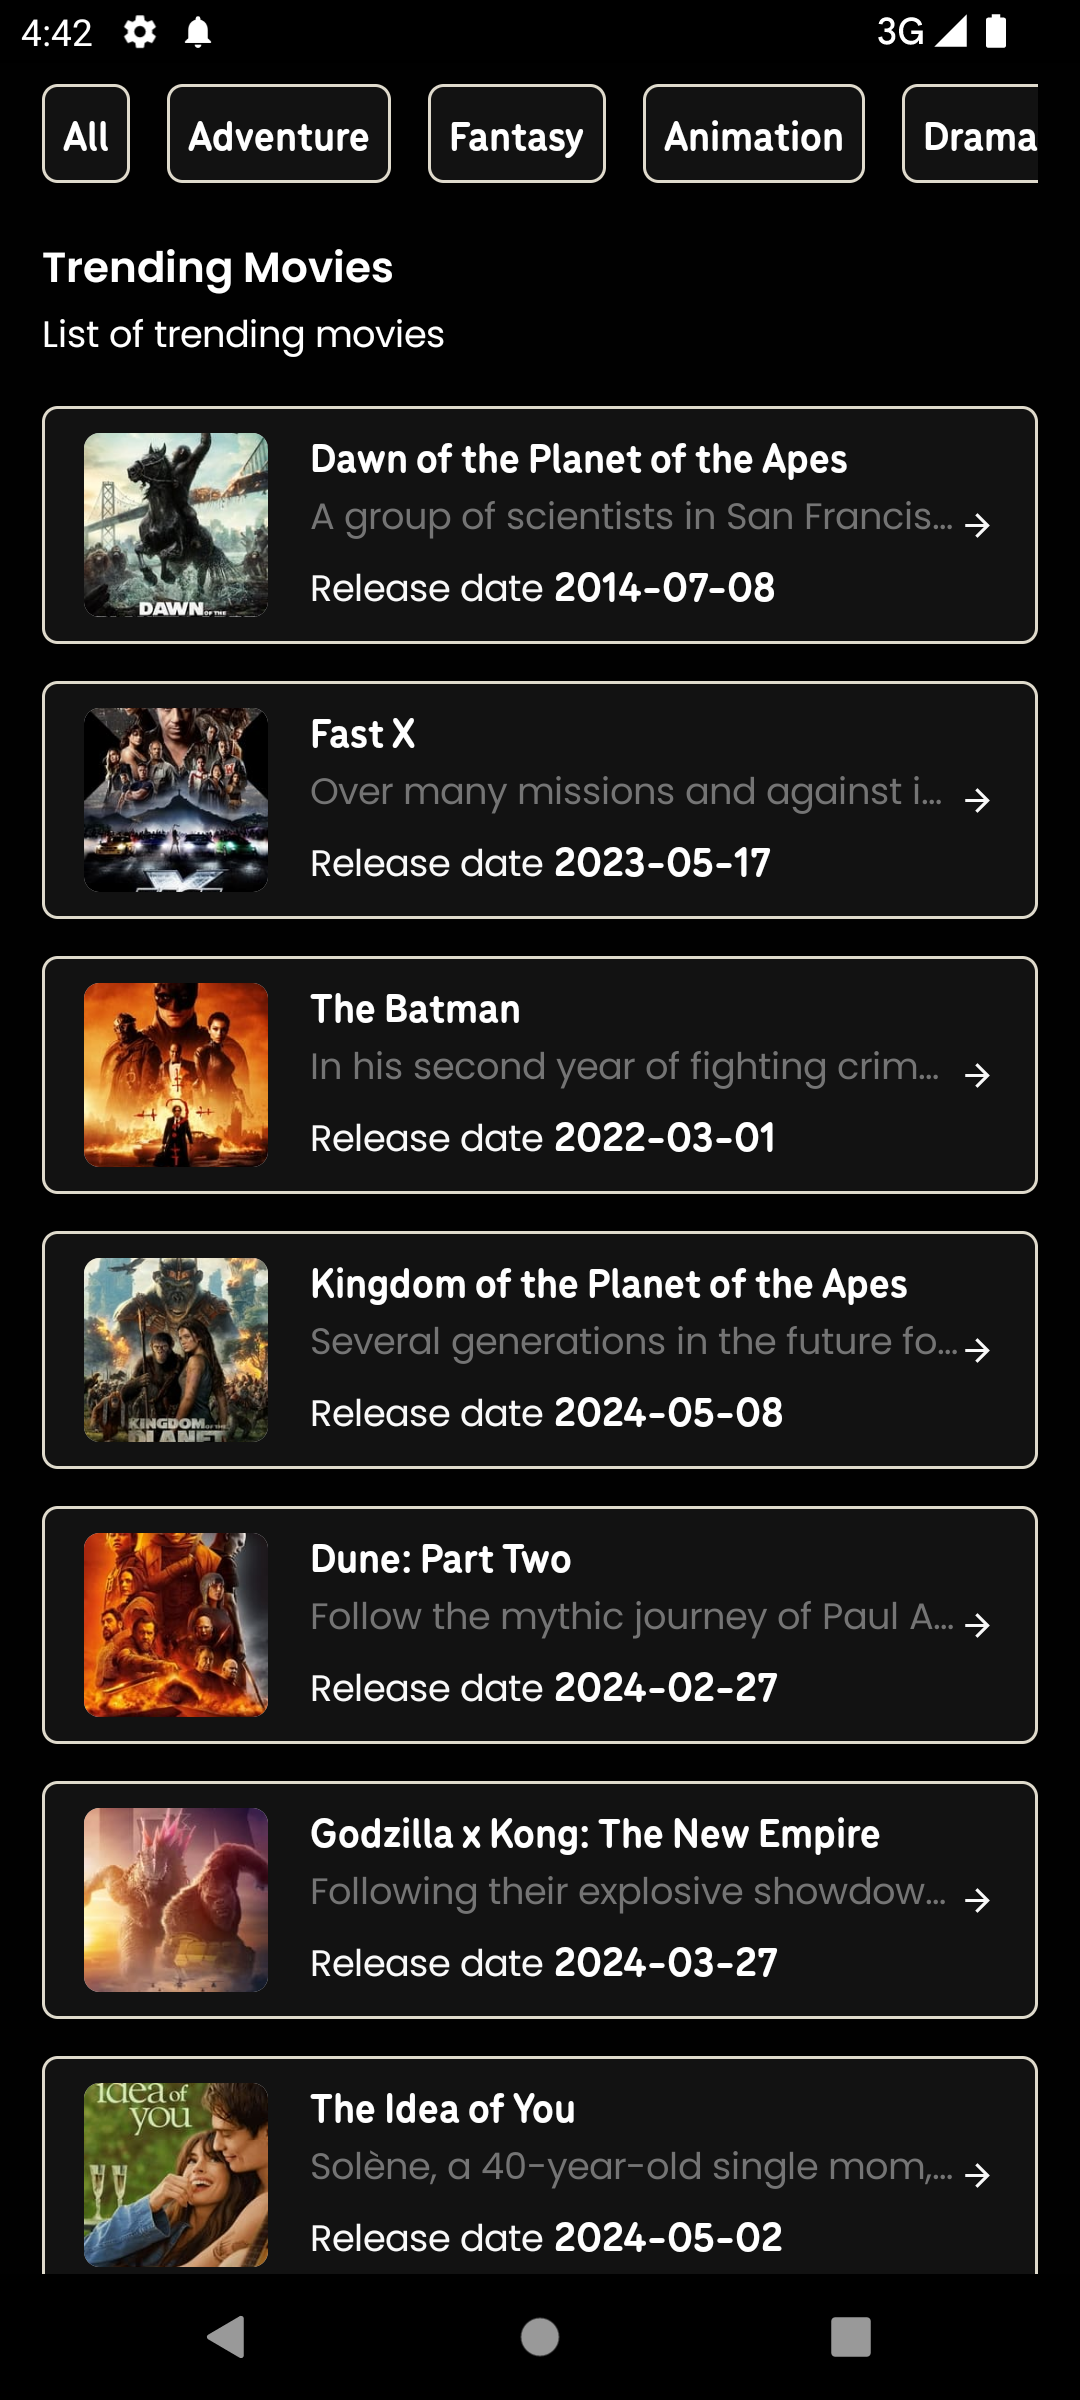 4:42
3G
All
Adventure
Fantasy
Animation
Drama
Trending Movies
List of trending movies
Dawn of the Planet of the Apes
A group of scientists in San Francis...
Release date 2014-07-08
DAWN OF THE
Fast X
Over many missions and against i...
Release date 2023-05-17
The Batman
In his second year of fighting crim...
Release date 2022-03-01
Kingdom of the Planet of the Apes
Several generations in the future fo...
Release date 2024-05-08
KINGDOM OF THE
PLANET
Dune: Part Two
Follow the mythic journey of Paul A...
Release date 2024-02-27
Godzilla x Kong: The New Empire
Following their explosive showdow...
Release date 2024-03-27
idea of
you
The Idea of You
Solène, a 40-year-old single mom,...
Release date 2024-05-02